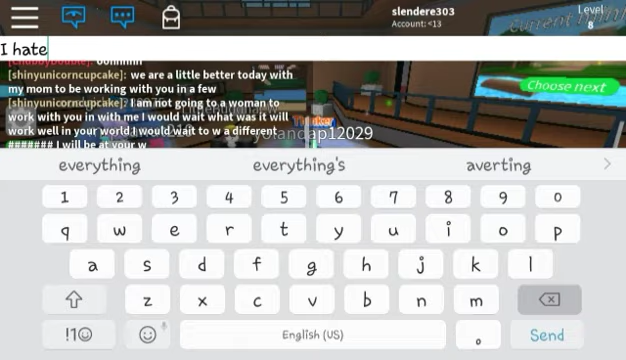 slendere303
Account: <13
Level
8
I hate
[shinyunicorncupcake]: we are a little better today with
my mom to be working with you in a few
[shinyunicorncupcake]: I am not going to a woman to
work with you in with me I would wait what was it will
work well in your world I would wait to w a different
####### I will be at your w
yolandap12029
Choose next
everything everything's averting
1 2 3 4 5 6 7 8 9 0
q w e r t y u i o p
a s d f g h j k l
z x c v b n m
!1☺ English (US) . Send